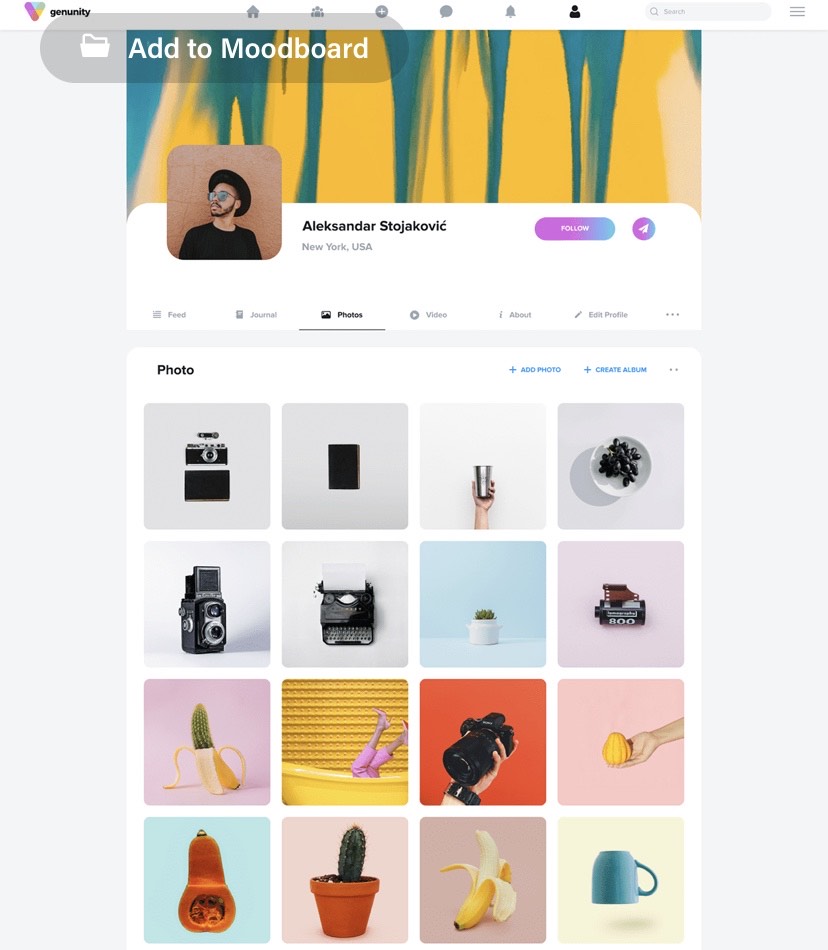 genunity
Search
Add to Moodboard
Aleksandar Stojaković
New York, USA
FOLLOW
Feed
Journal
Photos
Video
About
Edit Profile
Photo
ADD PHOTO
CREATE ALBUM
lomography
800